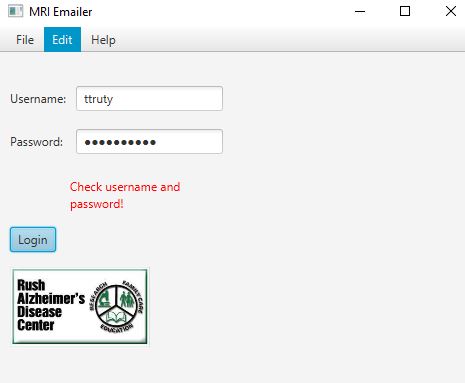 MRI Emailer
File Edit Help
Username: ttruty
Password: ●●●●●●●●●●
Check username and
password!
Login
Rush
Alzheimer's
Disease
Center
RESEARCH
FAMILY CARE
EDUCATION